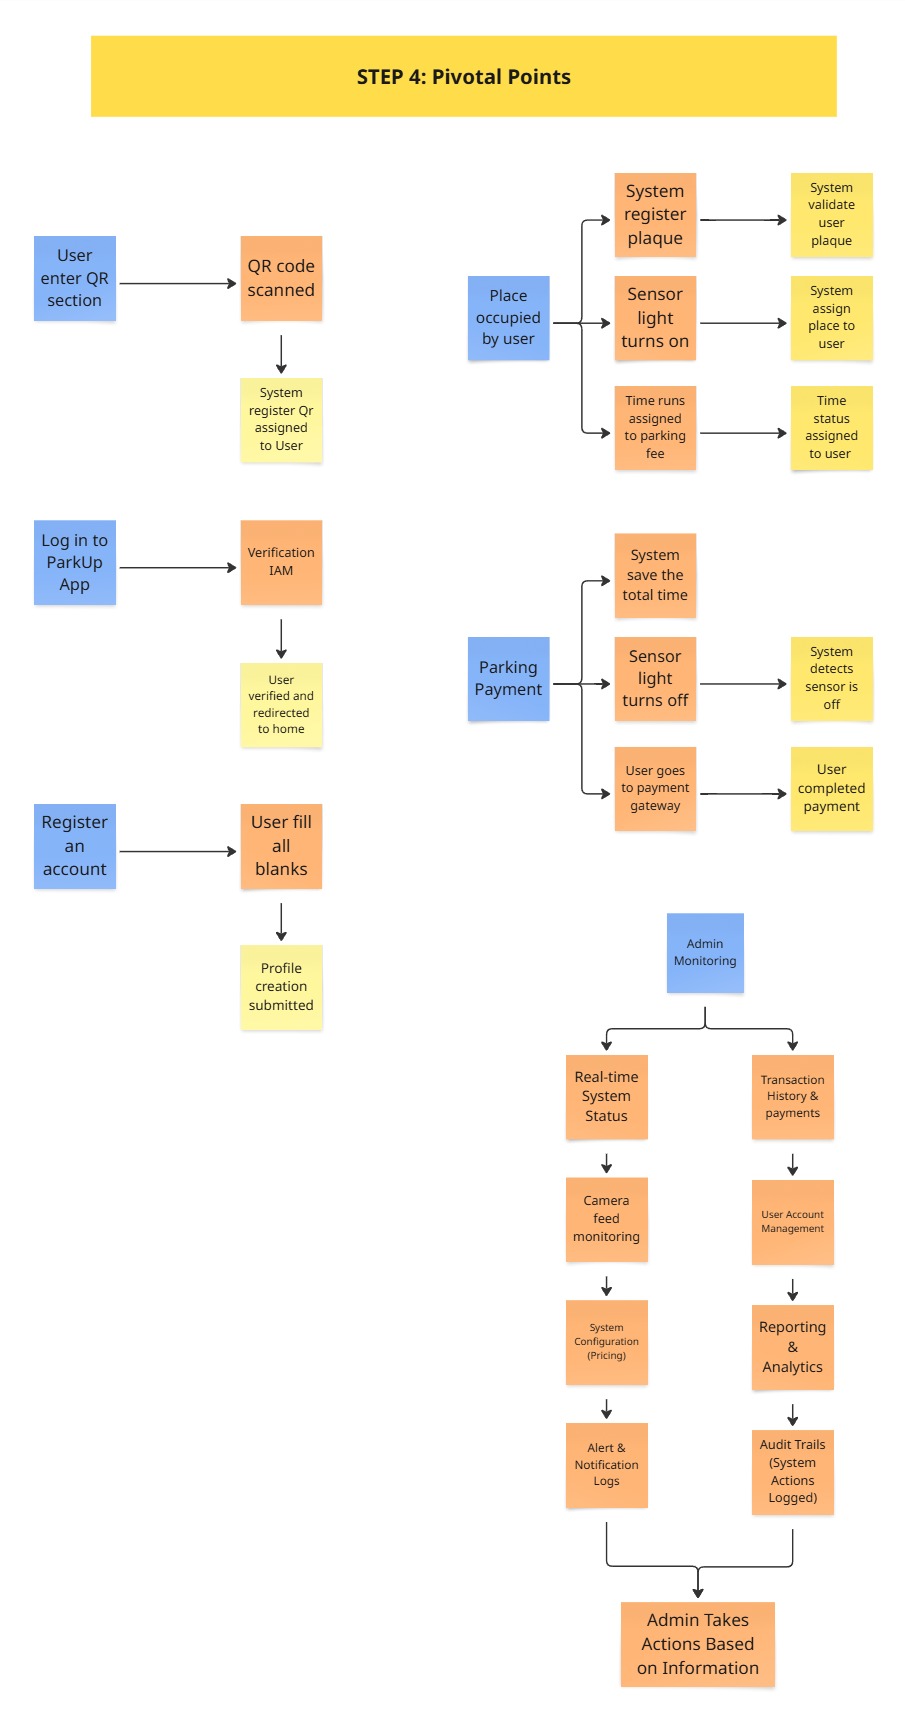 STEP 4: Pivotal Points
User
enter QR
section
QR code
scanned
System
register Qr
assigned
to User
Log in to
ParkUp
App
Verification
IAM
User
verified and
redirected
to home
Register
an
account
User fill
all
blanks
Profile
creation
submitted
Place
occupied
by user
System
register
plaque
System
validate
user
plaque
Sensor
light
turns on
System
assign
place to
user
Time runs
assigned
to parking
fee
Time
status
assigned
to user
Parking
Payment
System
save the
total time
Sensor
light
turns off
System
detects
sensor is
off
User goes
to payment
gateway
User
completed
payment
Admin
Monitoring
Real-time
System
Status
Camera
feed
monitoring
System
Configuration
(Pricing)
Alert &
Notification
Logs
Transaction
History &
payments
User Account
Management
Reporting
&
Analytics
Audit Trails
(System
Actions
Logged)
Admin Takes
Actions Based
on Information